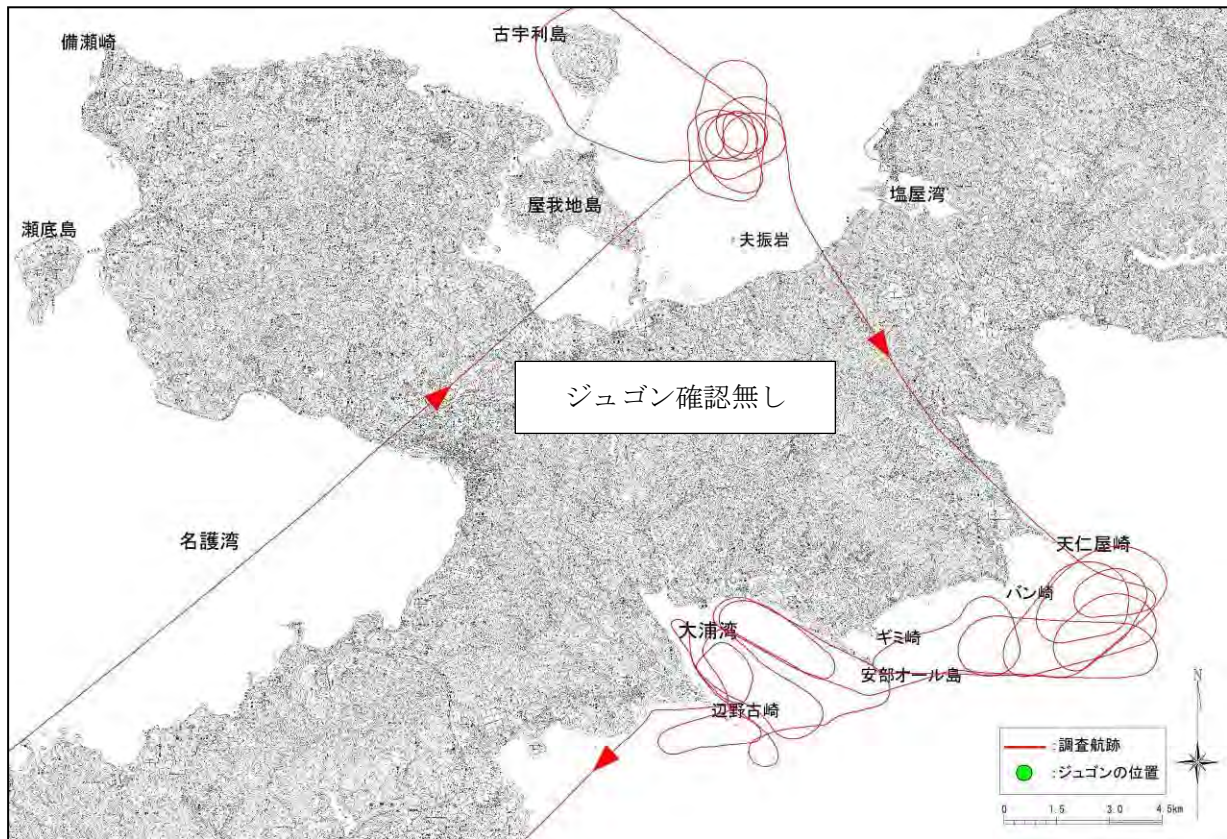 古宇利島
備瀬崎
塩屋湾
屋我地島
瀬底島
夫振岩
ジュゴン確認無し
名護湾
天仁屋崎
バン崎
大浦湾
ギミ崎
安部オール島
辺野古崎
N
:調査航跡
:ジュゴンの位置
0 1.5 3.0 4.5km